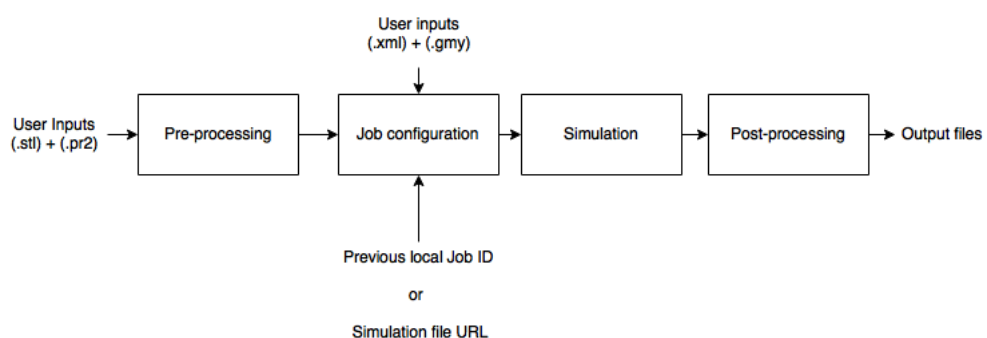 User inputs
(.xml) + (.gmy)
User Inputs
(.stl) + (.pr2)
Pre-processing
Job configuration
Simulation
Post-processing
Output files
Previous local Job ID
or
Simulation file URL